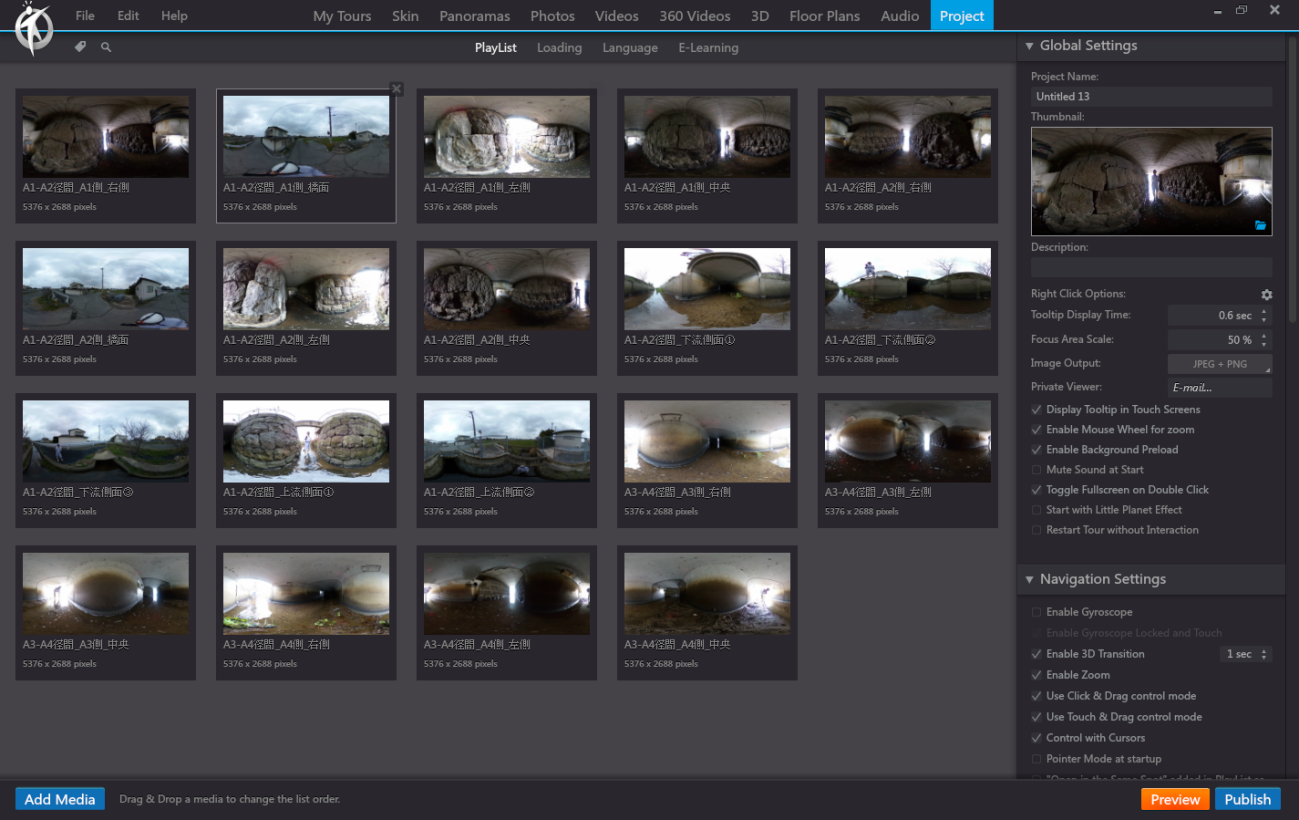 File Edit Help
My Tours Skin Panoramas Photos Videos 360 Videos 3D Floor Plans Audio Project
PlayList Loading Language E-Learning
A1-A2径間_A1側_右側
5376 x 2688 pixels
A1-A2径間_A1側_橋面
5376 x 2688 pixels
A1-A2径間_A1側_左側
5376 x 2688 pixels
A1-A2径間_A1側_中央
5376 x 2688 pixels
A1-A2径間_A2側_右側
5376 x 2688 pixels
A1-A2径間_A2側_橋面
5376 x 2688 pixels
A1-A2径間_A2側_左側
5376 x 2688 pixels
A1-A2径間_A2側_中央
5376 x 2688 pixels
A1-A2径間_下流側面①
5376 x 2688 pixels
A1-A2径間_下流側面②
5376 x 2688 pixels
A1-A2径間_下流側面③
5376 x 2688 pixels
A1-A2径間_上流側面①
5376 x 2688 pixels
A1-A2径間_上流側面②
5376 x 2688 pixels
A3-A4径間_A3側_右側
5376 x 2688 pixels
A3-A4径間_A3側_左側
5376 x 2688 pixels
A3-A4径間_A3側_中央
5376 x 2688 pixels
A3-A4径間_A4側_右側
5376 x 2688 pixels
A3-A4径間_A4側_左側
5376 x 2688 pixels
A3-A4径間_A4側_中央
5376 x 2688 pixels
Global Settings
Project Name:
Untitled 13
Thumbnail:
Description:
Right Click Options:
Tooltip Display Time: 0.6 sec
Focus Area Scale: 50 %
Image Output: JPEG + PNG
Private Viewer: E-mail...
Display Tooltip in Touch Screens
Enable Mouse Wheel for zoom
Enable Background Preload
Mute Sound at Start
Toggle Fullscreen on Double Click
Start with Little Planet Effect
Restart Tour without Interaction
Navigation Settings
Enable Gyroscope
Enable Gyroscope Locked and Touch
Enable 3D Transition 1 sec
Enable Zoom
Use Click & Drag control mode
Use Touch & Drag control mode
Control with Cursors
Pointer Mode at startup
"Open in the Same Spot" added in PlayList as
Add Media Drag & Drop a media to change the list order. Preview Publish